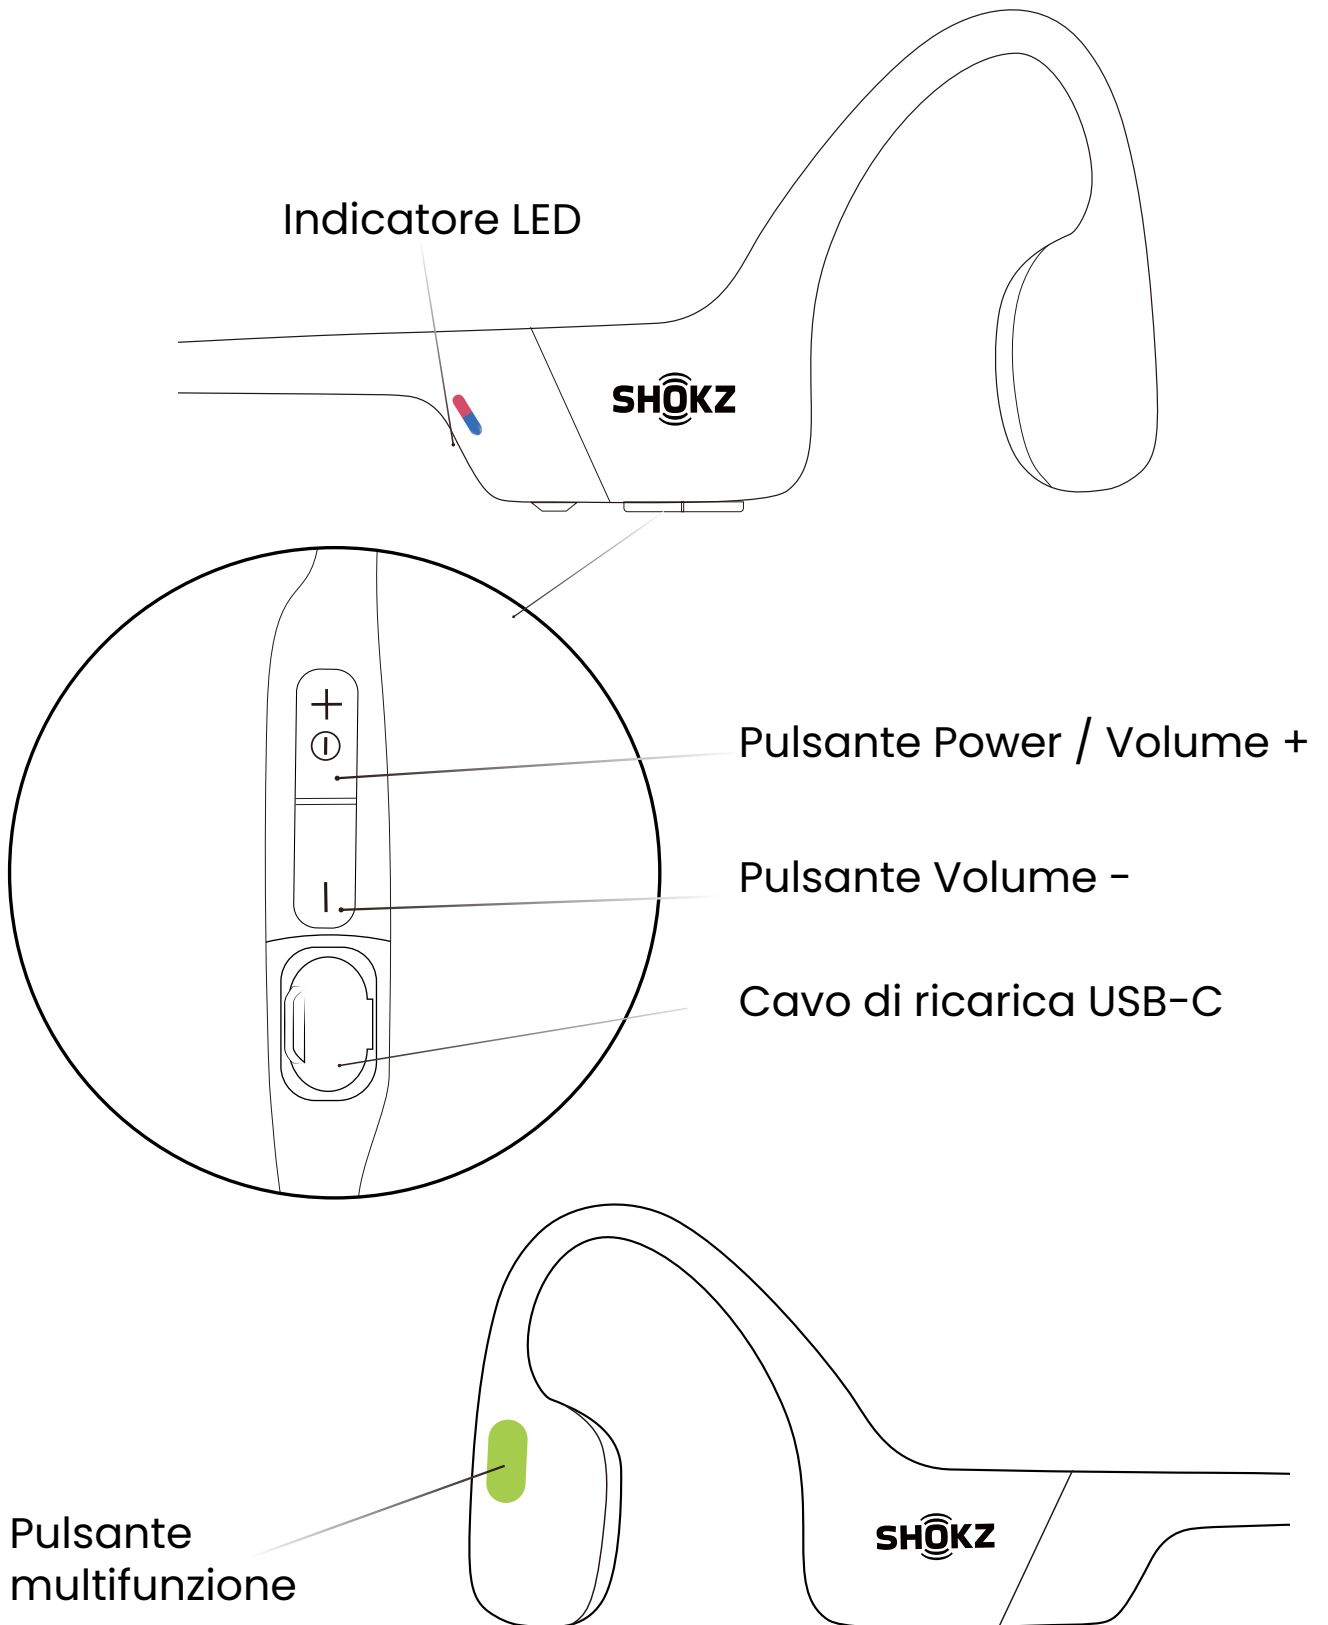 Indicatore LED
SHOKZ
Pulsante Power / Volume +
Pulsante Volume -
Cavo di ricarica USB-C
SHOKZ
Pulsante
multifunzione